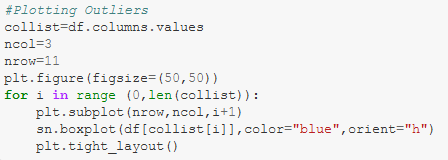 #Plotting Outliers
collist=df.columns.values
ncol=3
nrow=11
plt.figure(figsize=(50,50))
for i in range (0,len(collist)):
    plt.subplot(nrow,ncol,i+1)
    sn.boxplot(df[collist[i]],color="blue",orient="h")
    plt.tight_layout()